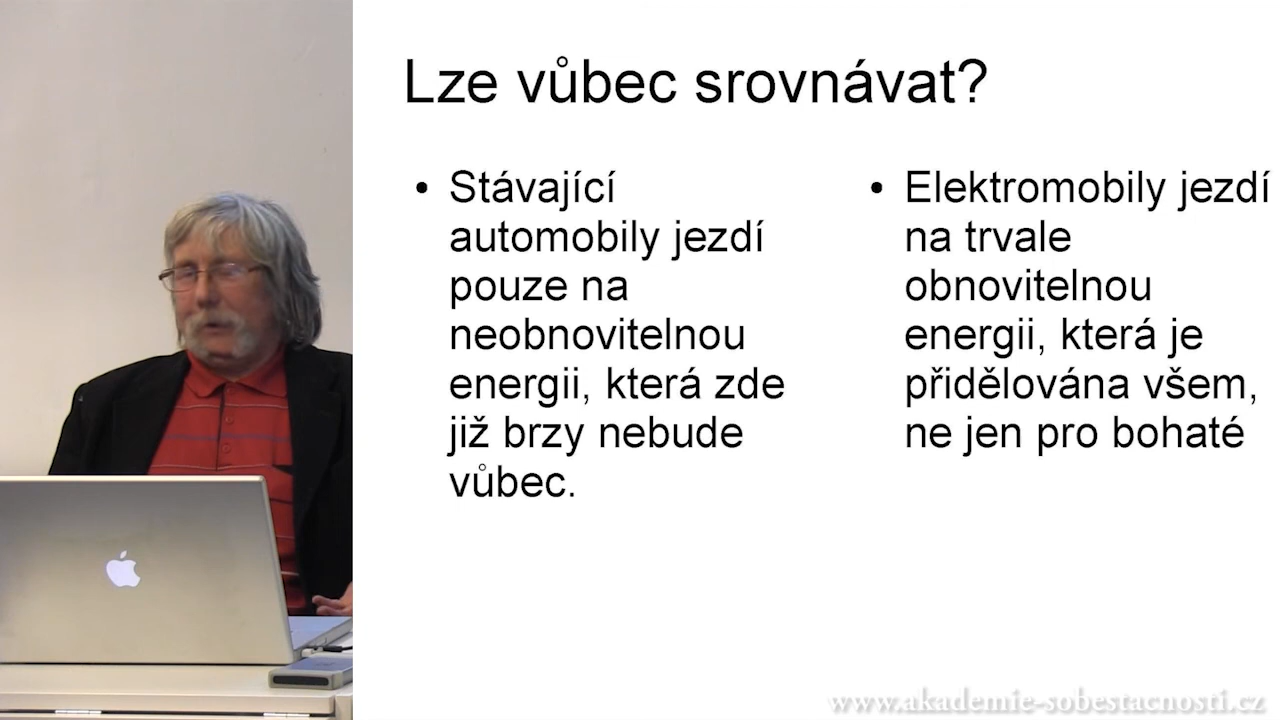 Lze vůbec srovnávat?
• Stávající
automobily jezdí
pouze na
neobnovitelnou
energii, která zde
již brzy nebude
vůbec.
• Elektromobily jezdí
na trvale
obnovitelnou
energii, která je
přidělována všem,
ne jen pro bohaté
www.akademie-sobestacnosti.cz